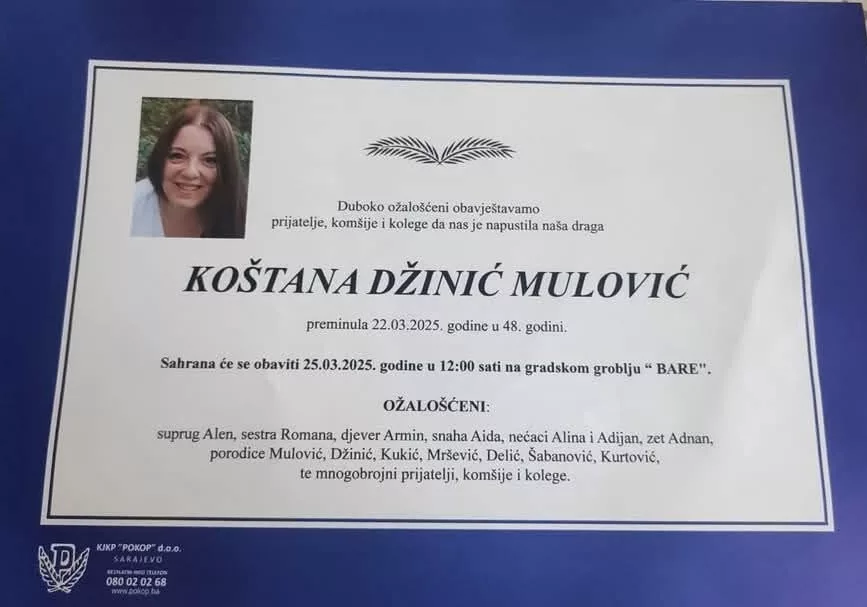 Duboko ožalošćeni obavještavamo
prijatelje, komšije i kolege da nas je napustila naša draga
KOŠTANA DŽINIĆ MULOVIĆ
preminula 22.03.2025. godine u 48. godini.
Sahrana će se obaviti 25.03.2025. godine u 12:00 sati na gradskom groblju “ BARE".
OŽALOŠĆENI:
suprug Alen, sestra Romana, djever Armin, snaha Aida, nećaci Alina i Adijan, zet Adnan,
porodice Mulović, Džinić, Kukić, Mršević, Delić, Šabanović, Kurtović,
te mnogobrojni prijatelji, komšije i kolege.
P
KJKP "POKOP" d.o.o.
SARAJEVO
BESPLATAN INFO TELEFON
080 02 02 68
www.pokop.ba